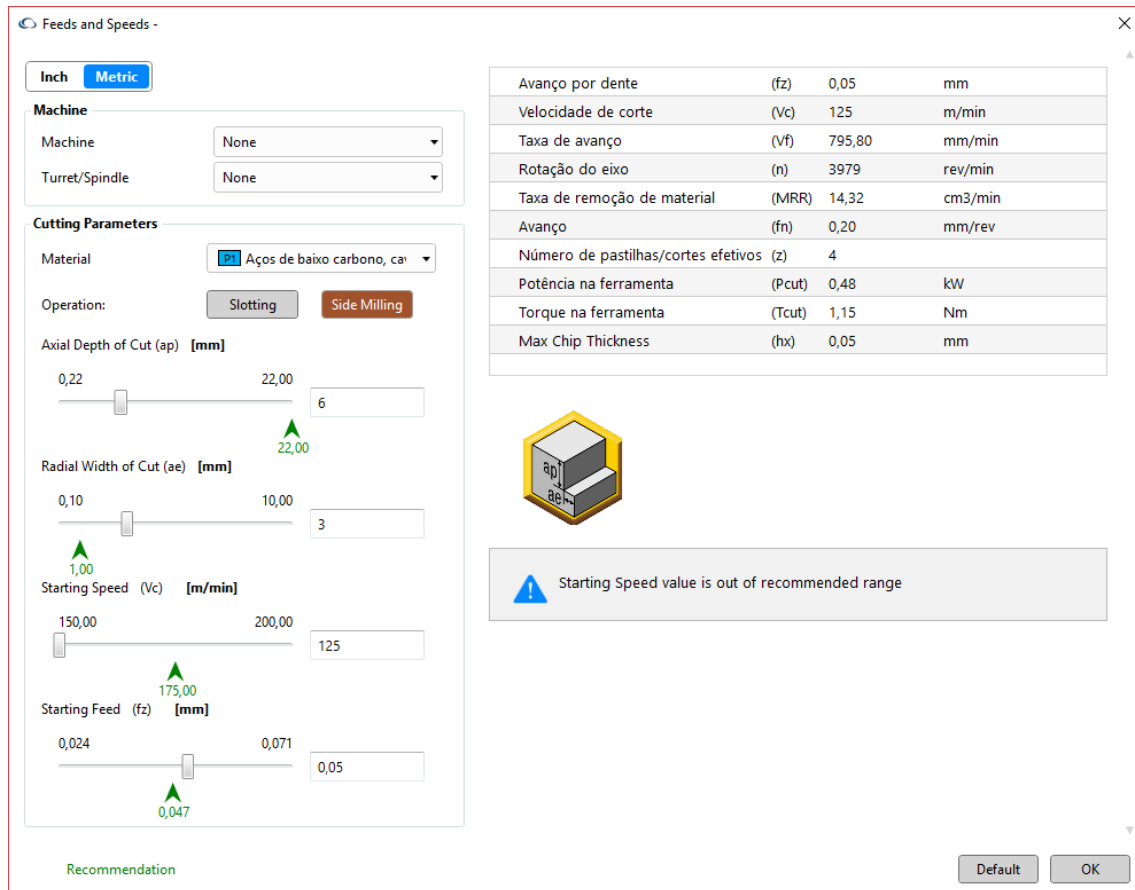 Feeds and Speeds -
Inch Metric
Machine
Machine None
Turret/Spindle None
Cutting Parameters
Material P1 Aços de baixo carbono, ca
Operation: Slotting Side Milling
Axial Depth of Cut (ap) [mm]
0,22 22,00
6
22,00
Radial Width of Cut (ae) [mm]
0,10 10,00
3
1,00
Starting Speed (Vc) [m/min]
150,00 200,00
125
175,00
Starting Feed (fz) [mm]
0,024 0,071
0,05
0,047
Recommendation
Avanço por dente (fz) 0,05 mm
Velocidade de corte (Vc) 125 m/min
Taxa de avanço (Vf) 795,80 mm/min
Rotação do eixo (n) 3979 rev/min
Taxa de remoção de material (MRR) 14,32 cm3/min
Avanço (fn) 0,20 mm/rev
Número de pastilhas/cortes efetivos (z) 4
Potência na ferramenta (Pcut) 0,48 kW
Torque na ferramenta (Tcut) 1,15 Nm
Max Chip Thickness (hx) 0,05 mm
ap
ae
Starting Speed value is out of recommended range
Default OK